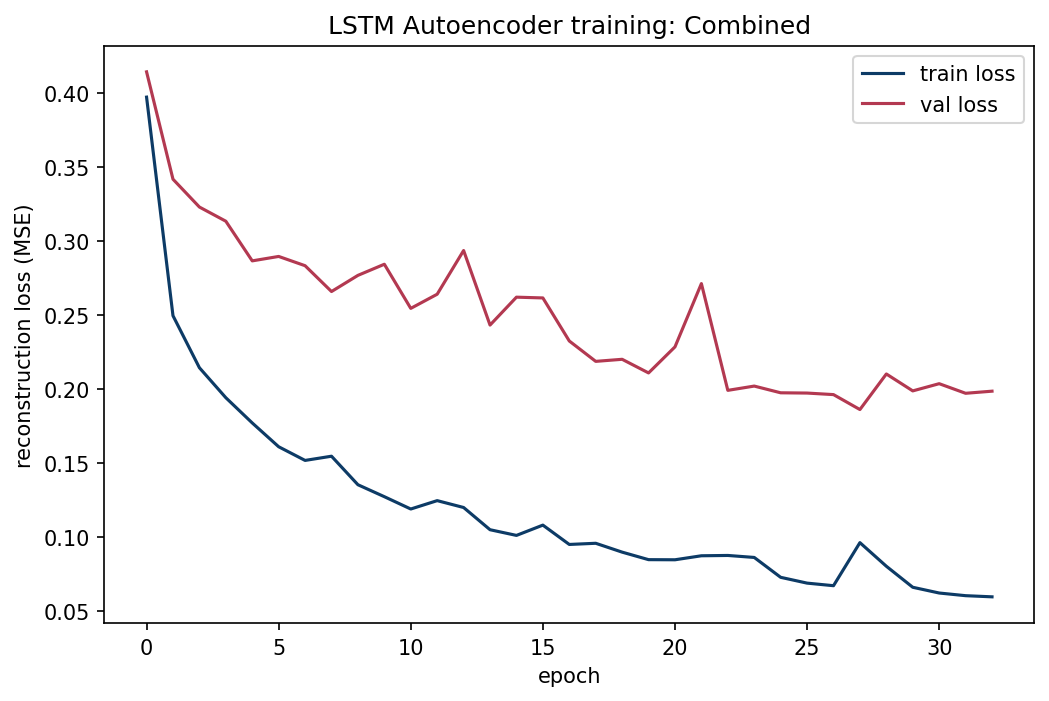 LSTM Autoencoder training: Combined
train loss
val loss
reconstruction loss (MSE)
0.40
0.35
0.30
0.25
0.20
0.15
0.10
0.05
0 5 10 15 20 25 30
epoch